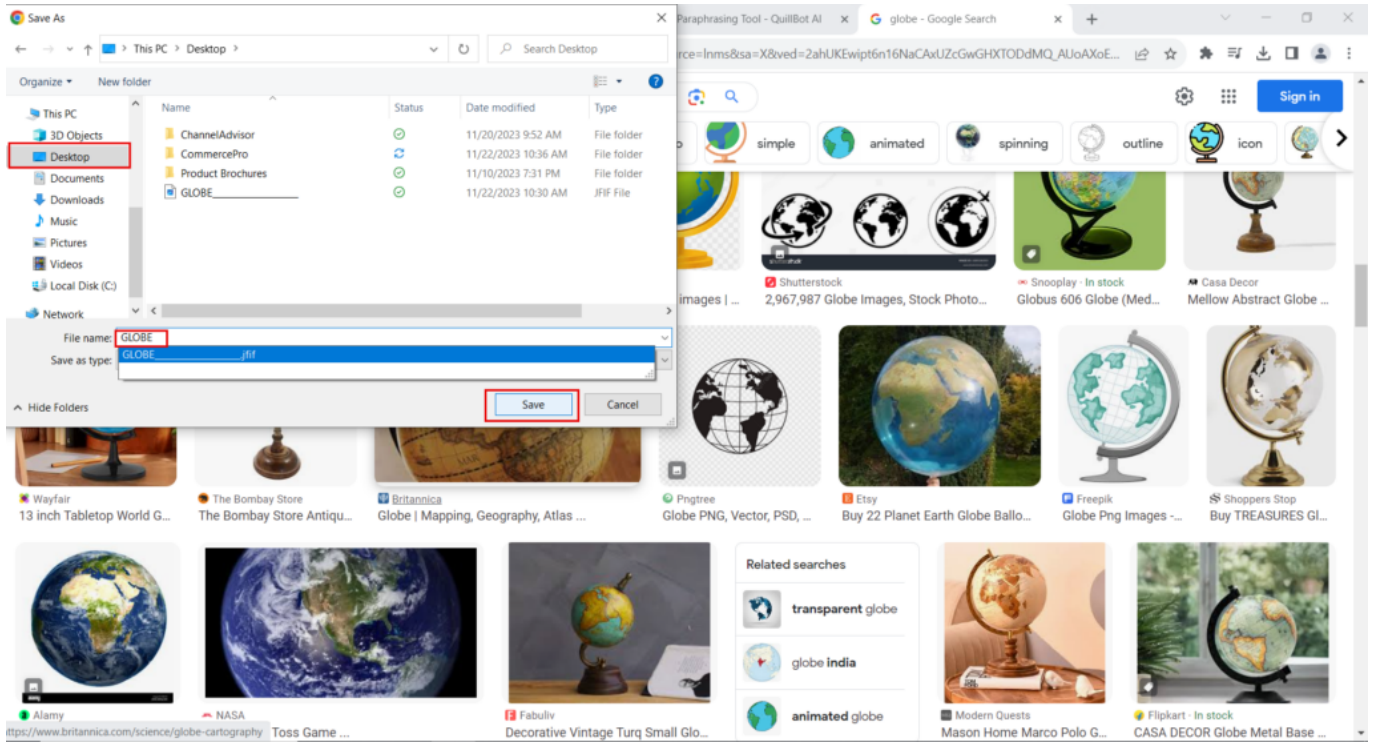 Save As
Paraphrasing Tool - QuillBot AI
globe - Google Search
This PC > Desktop >
Search Desktop
rce=lnms&sa=X&ved=2ahUKEwipt6n16NaCAxUZcGwGHXTODdMQ_AUoAXoE...
Organize
New folder
Sign in
This PC
3D Objects
Desktop
Documents
Downloads
Music
Pictures
Videos
Local Disk (C:)
Network
Name Status Date modified Type
ChannelAdvisor 11/20/2023 9:52 AM File folder
CommercePro 11/22/2023 10:36 AM File folder
Product Brochures 11/10/2023 7:31 PM File folder
GLOBE____________ 11/22/2023 10:30 AM JFIF File
simple
animated
spinning
outline
icon
File name: GLOBE
GLOBE____________.jfif
Save as type:
Hide Folders
Save
Cancel
images | ...
Shutterstock
2,967,987 Globe Images, Stock Photo...
Snooplay · In stock
Globus 606 Globe (Med...
Casa Decor
Mellow Abstract Globe ...
Wayfair
13 inch Tabletop World G...
The Bombay Store
The Bombay Store Antiqu...
Britannica
Globe | Mapping, Geography, Atlas ...
Pngtree
Globe PNG, Vector, PSD, ...
Etsy
Buy 22 Planet Earth Globe Ballo...
Freepik
Globe Png Images -...
Shoppers Stop
Buy TREASURES Gl...
Related searches
transparent globe
globe india
animated globe
Alamy
NASA
Toss Game ...
Fabuliv
Decorative Vintage Turq Small Glo...
Modern Quests
Mason Home Marco Polo G...
Flipkart · In stock
CASA DECOR Globe Metal Base ...
ttps://www.britannica.com/science/globe-cartography